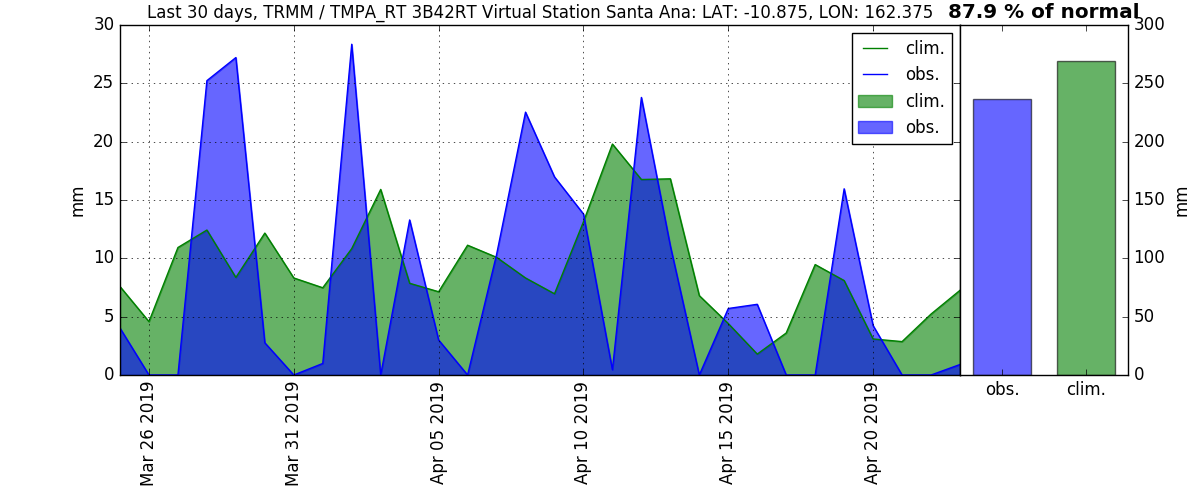 Last 30 days, TRMM / TMPA_RT 3B42RT Virtual Station Santa Ana: LAT: -10.875, LON: 162.375 87.9 % of normal
30
25
20
15
10
5
0
mm
clim.
obs.
clim.
obs.
300
250
200
150
100
50
0
mm
obs. clim.
Mar 26 2019
Mar 31 2019
Apr 05 2019
Apr 10 2019
Apr 15 2019
Apr 20 2019